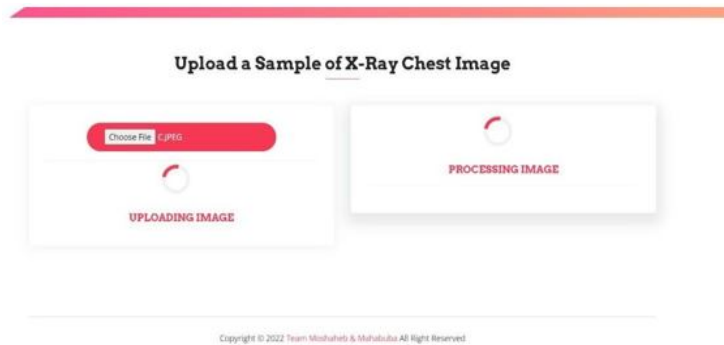 Upload a Sample of X-Ray Chest Image
Choose File C.JPEG
UPLOADING IMAGE
PROCESSING IMAGE
Copyright © 2022 Team Moshaheb & Mahabuba All Right Reserved